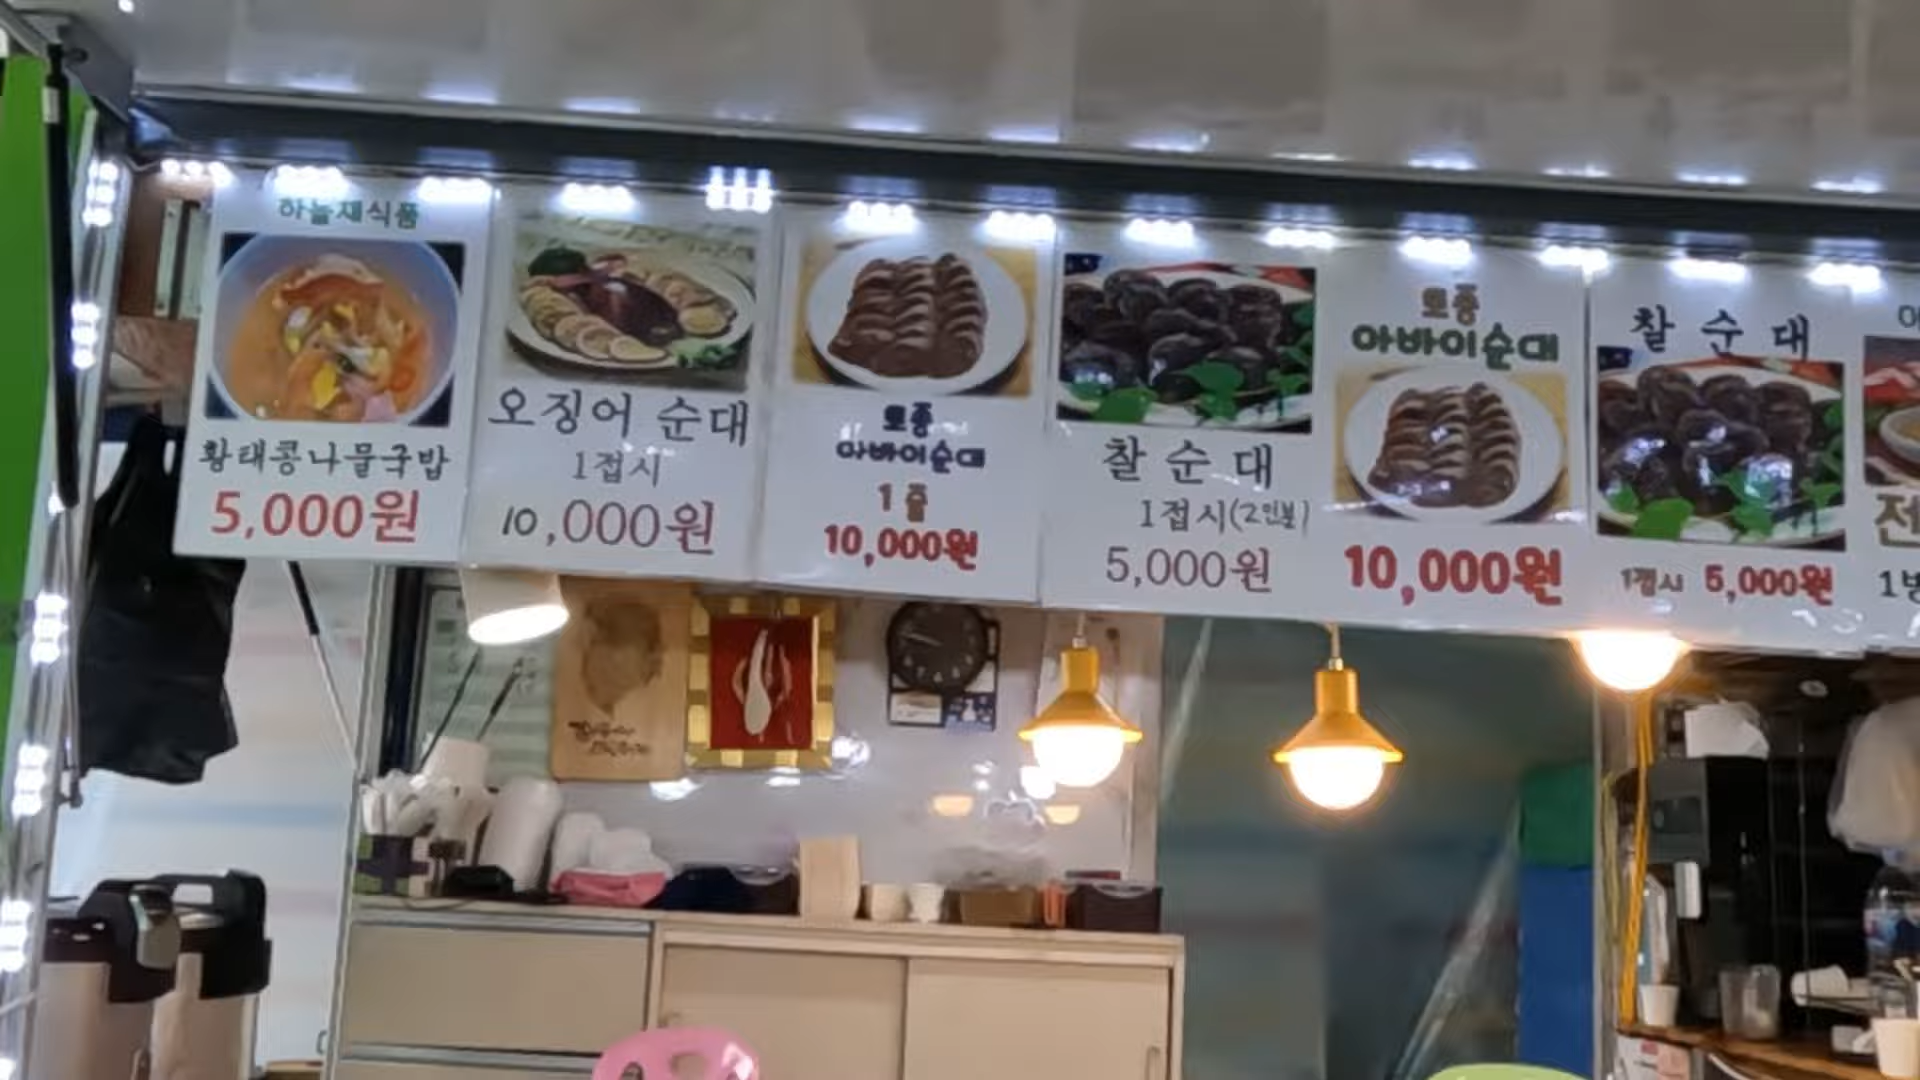 하늘재식품
황태콩나물국밥
5,000원
오징어 순대
1접시
10,000원
토종
아바이순대
1줄
10,000원
찰순대
1접시(2인분)
5,000원
토종
아바이순대
10,000원
찰순대
1접시 5,000원